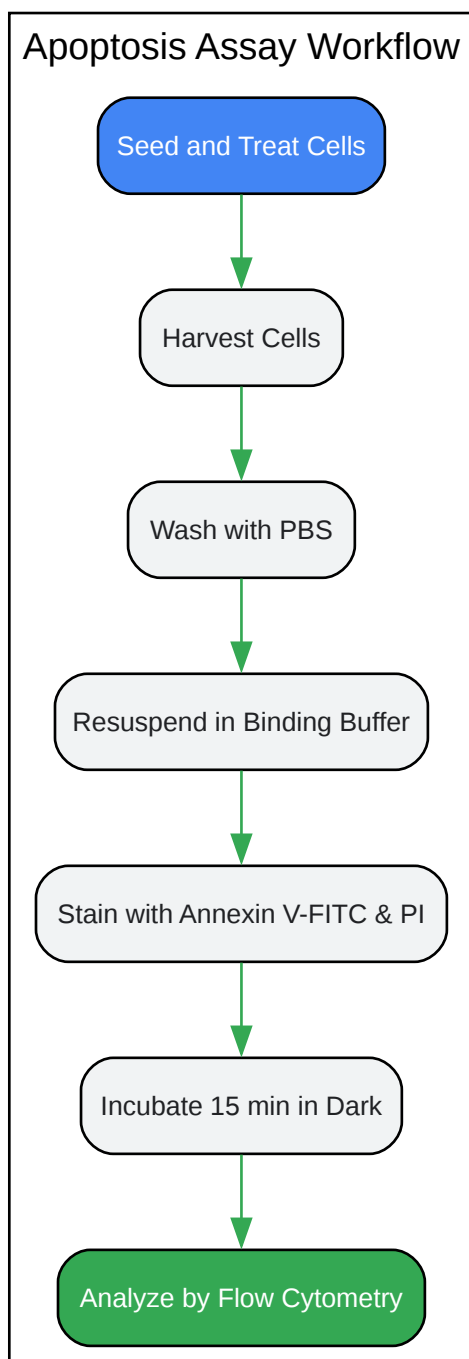 Apoptosis Assay Workflow
Seed and Treat Cells
Harvest Cells
Wash with PBS
Resuspend in Binding Buffer
Stain with Annexin V-FITC & PI
Incubate 15 min in Dark
Analyze by Flow Cytometry